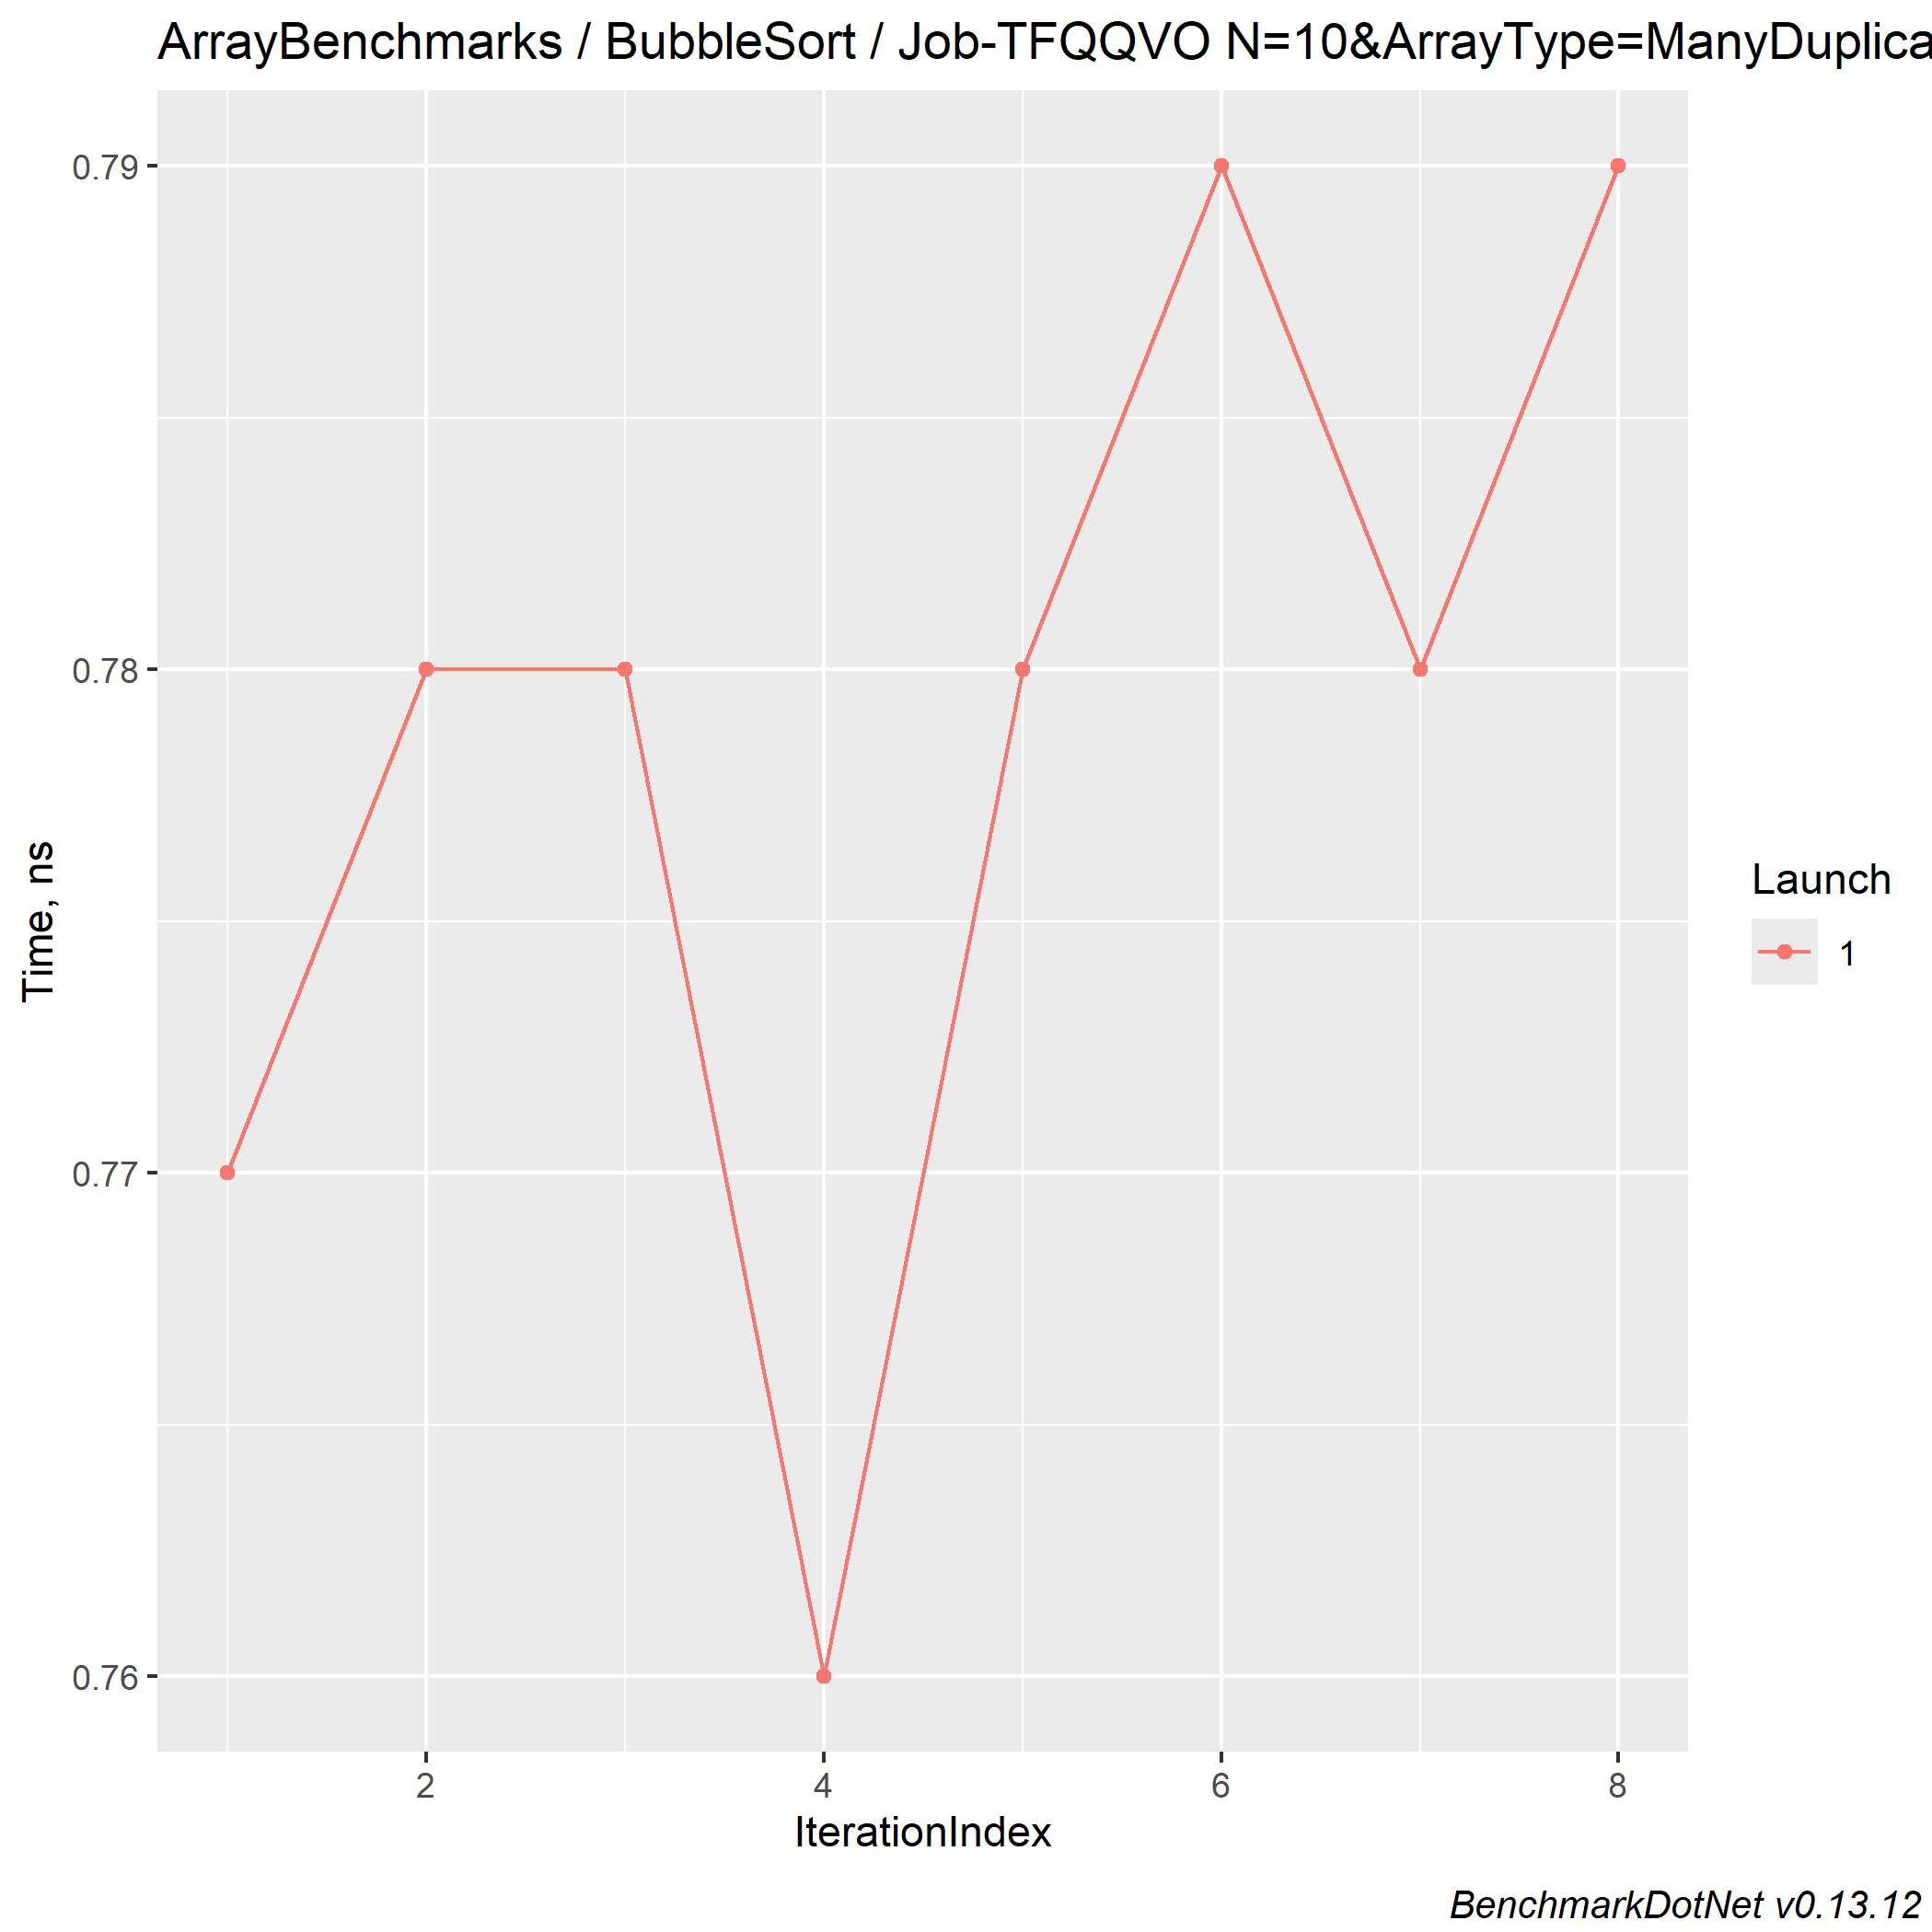 ArrayBenchmarks / BubbleSort / Job-TFQQVO N=10&ArrayType=ManyDuplica
0.79
0.78
0.77
0.76
Time, ns
2 4 6 8
IterationIndex
Launch
1
BenchmarkDotNet v0.13.12